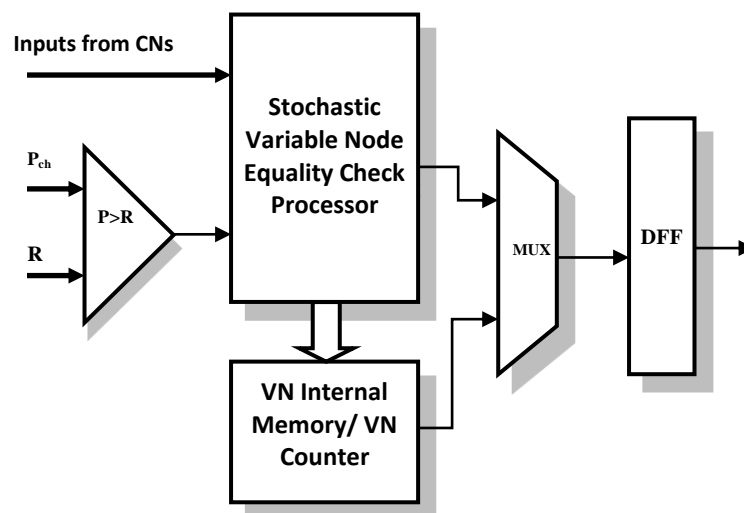 Inputs from CNs
Stochastic
Variable Node
Equality Check
Processor
Pch
P>R
R
MUX
DFF
VN Internal
Memory/ VN
Counter